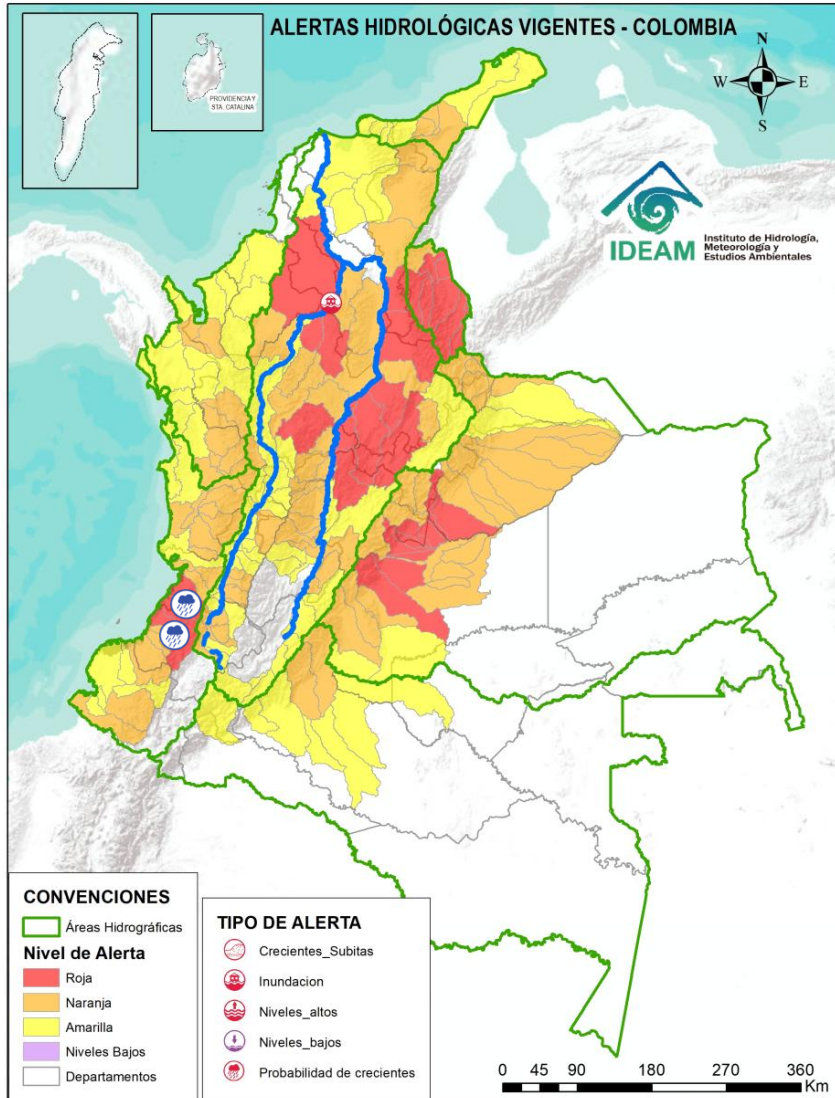 ALERTAS HIDROLÓGICAS VIGENTES - COLOMBIA
PROVIDENCIA Y
STA. CATALINA
N
W
E
S
IDEAM
Instituto de Hidrología,
Meteorología y
Estudios Ambientales
CONVENCIONES
Áreas Hidrográficas
Nivel de Alerta
Roja
Naranja
Amarilla
Niveles Bajos
Departamentos
TIPO DE ALERTA
Crecientes_Subitas
Inundacion
Niveles_altos
Niveles_bajos
Probabilidad de crecientes
0 45 90 180 270 360
Km